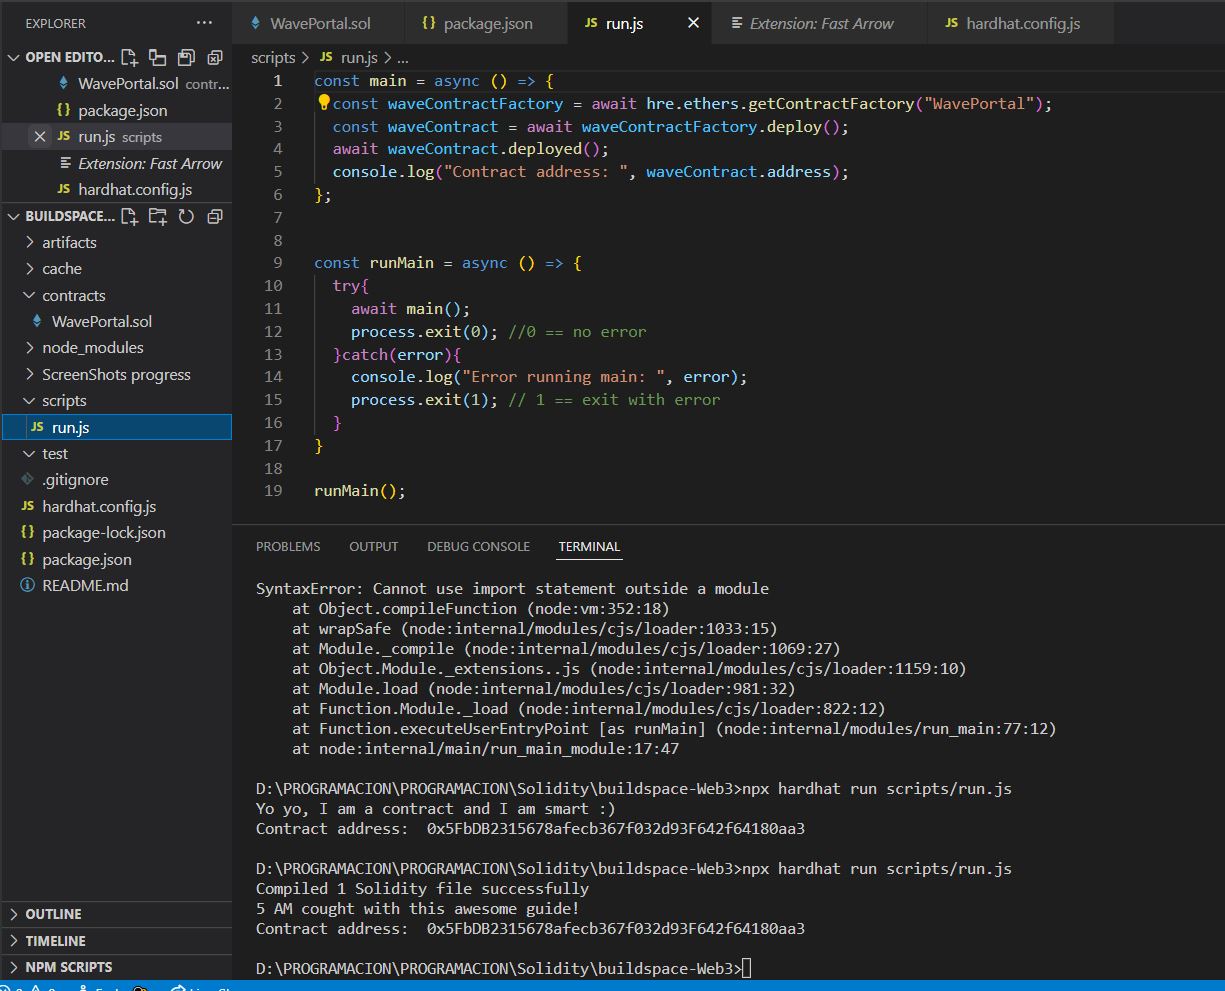 EXPLORER ...
OPEN EDITO...
WavePortal.sol contr...
{} package.json
JS run.js scripts
Extension: Fast Arrow
JS hardhat.config.js
BUILDSPACE...
artifacts
cache
contracts
WavePortal.sol
node_modules
ScreenShots progress
scripts
JS run.js
test
.gitignore
JS hardhat.config.js
{} package-lock.json
{} package.json
README.md
OUTLINE
TIMELINE
NPM SCRIPTS
WavePortal.sol {} package.json JS run.js Extension: Fast Arrow JS hardhat.config.js
scripts > JS run.js > ...
1 const main = async () => {
2 const waveContractFactory = await hre.ethers.getContractFactory("WavePortal");
3 const waveContract = await waveContractFactory.deploy();
4 await waveContract.deployed();
5 console.log("Contract address: ", waveContract.address);
6 };
7
8
9 const runMain = async () => {
10 try{
11 await main();
12 process.exit(0); //0 == no error
13 }catch(error){
14 console.log("Error running main: ", error);
15 process.exit(1); // 1 == exit with error
16 }
17 }
18
19 runMain();
PROBLEMS OUTPUT DEBUG CONSOLE TERMINAL
SyntaxError: Cannot use import statement outside a module
at Object.compileFunction (node:vm:352:18)
at wrapSafe (node:internal/modules/cjs/loader:1033:15)
at Module._compile (node:internal/modules/cjs/loader:1069:27)
at Object.Module._extensions..js (node:internal/modules/cjs/loader:1159:10)
at Module.load (node:internal/modules/cjs/loader:981:32)
at Function.Module._load (node:internal/modules/cjs/loader:822:12)
at Function.executeUserEntryPoint [as runMain] (node:internal/modules/run_main:77:12)
at node:internal/main/run_main_module:17:47
D:\PROGRAMACION\PROGRAMACION\Solidity\buildspace-Web3>npx hardhat run scripts/run.js
Yo yo, I am a contract and I am smart :)
Contract address:  0x5FbDB2315678afecb367f032d93F642f64180aa3
D:\PROGRAMACION\PROGRAMACION\Solidity\buildspace-Web3>npx hardhat run scripts/run.js
Compiled 1 Solidity file successfully
5 AM cought with this awesome guide!
Contract address:  0x5FbDB2315678afecb367f032d93F642f64180aa3
D:\PROGRAMACION\PROGRAMACION\Solidity\buildspace-Web3>